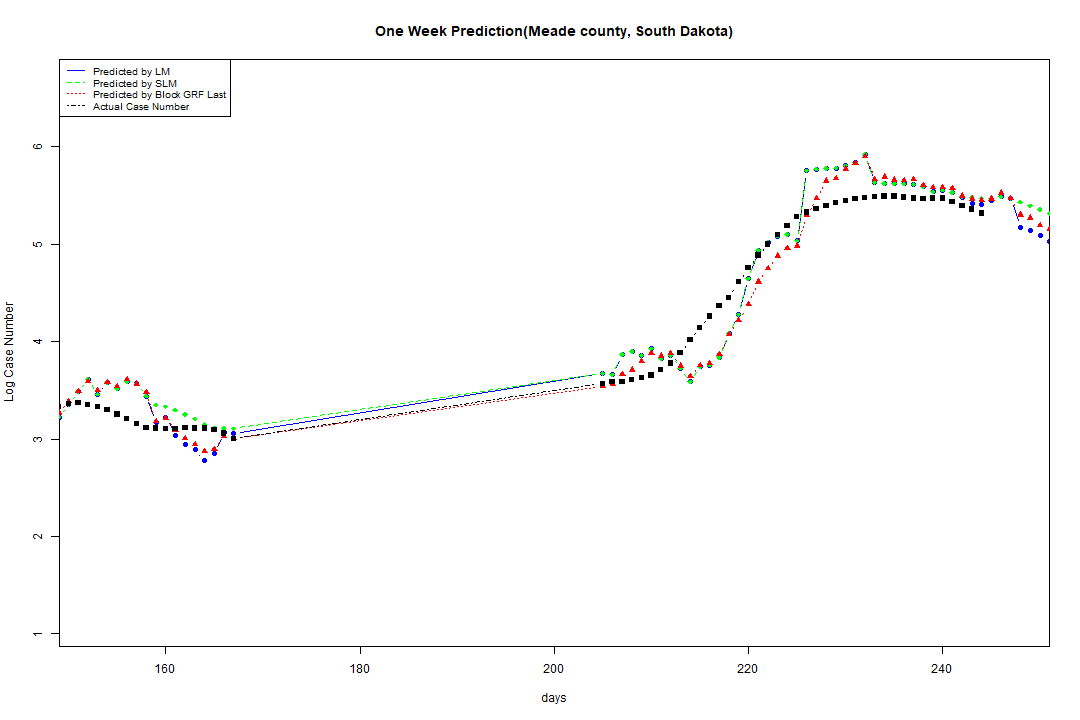 One Week Prediction(Meade county, South Dakota)
Predicted by LM
Predicted by SLM
Predicted by Block GRF Last
Actual Case Number
6
5
4
3
2
1
Log Case Number
160
180
200
220
240
days